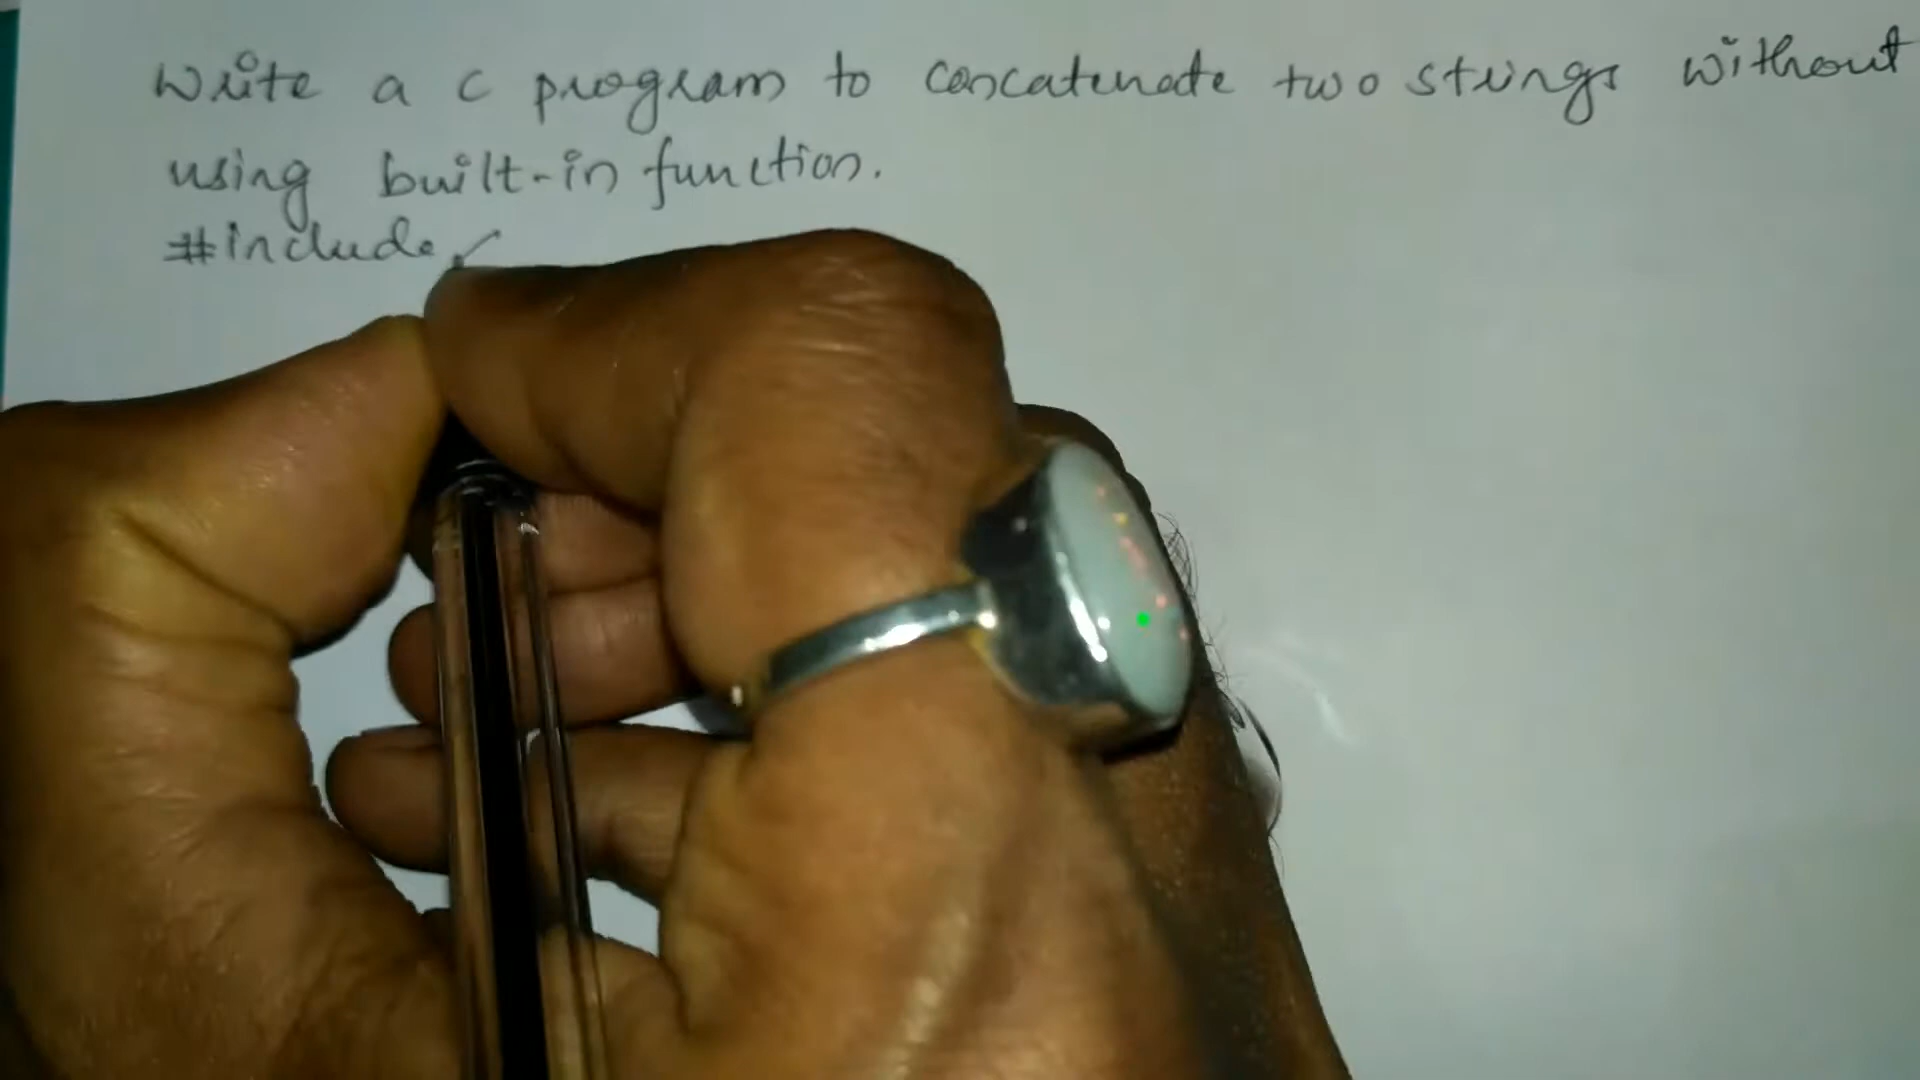 Write a c program to concatenate two strings without
using built-in function.
#include<